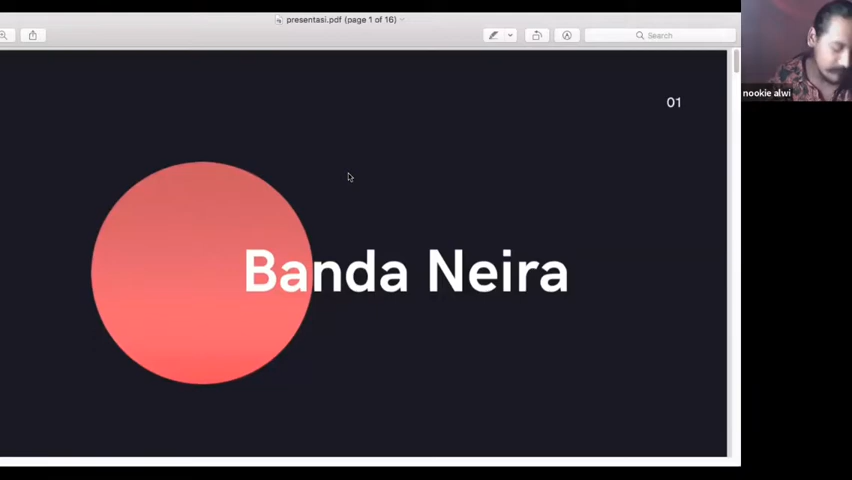 presentasi.pdf (page 1 of 16)
Search
nookie alwi
01
Banda Neira